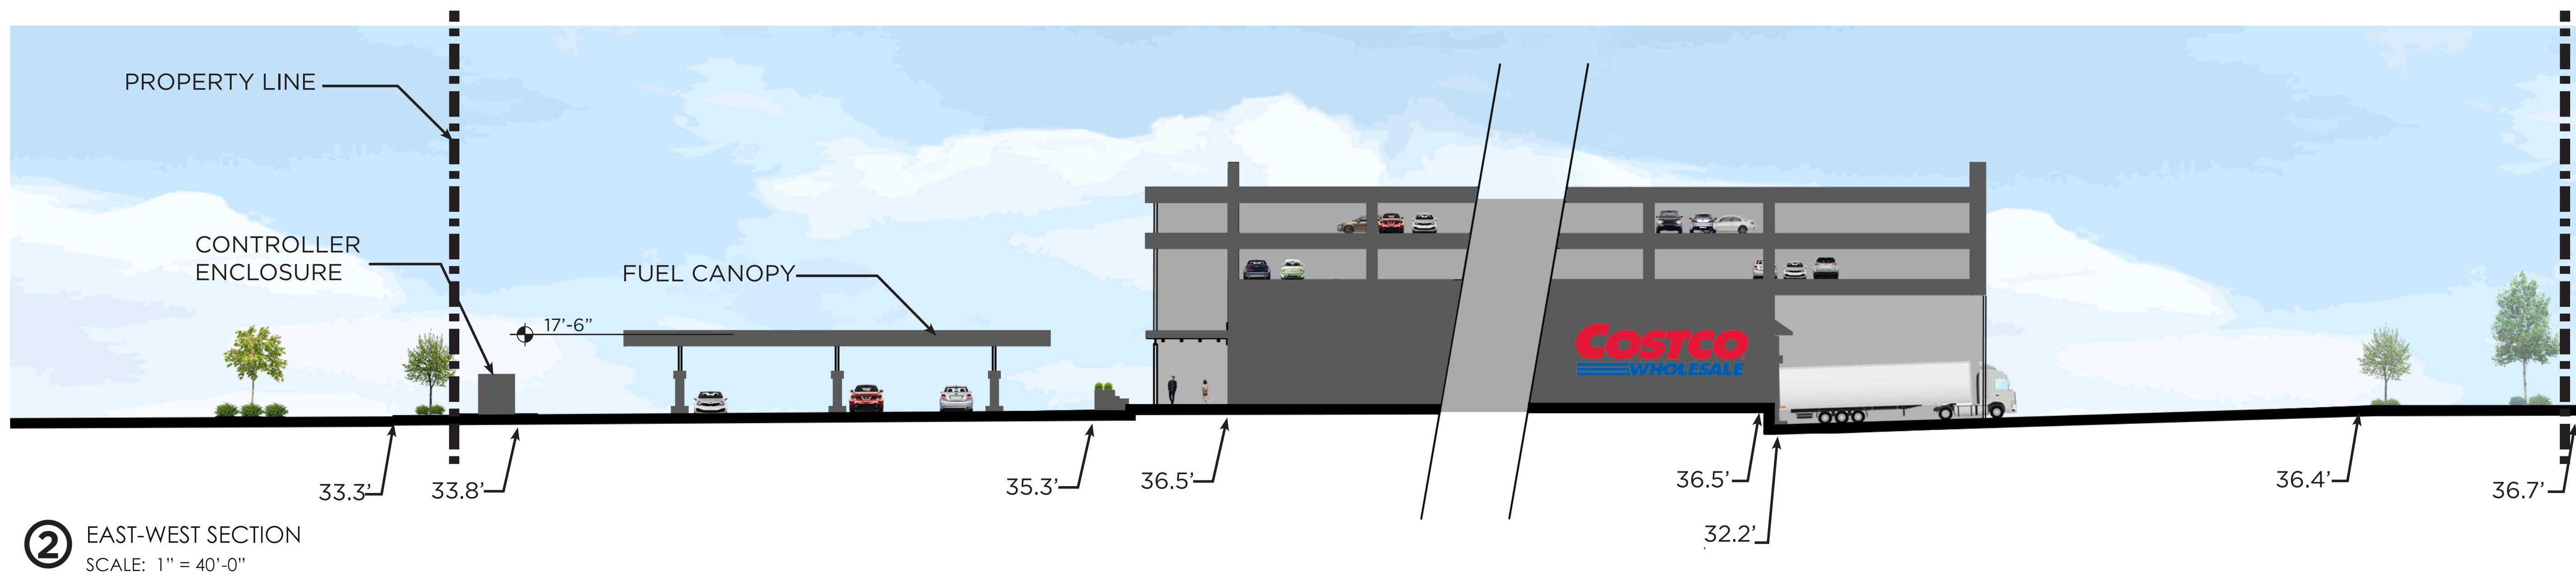 PROPERTY LINE
CONTROLLER
ENCLOSURE
FUEL CANOPY
17’-6”
COSTCO
WHOLESALE
33.3’
33.8’
35.3’
36.5’
36.5’
32.2’
36.4’
36.7’
2
EAST-WEST SECTION
SCALE: 1” = 40’-0”